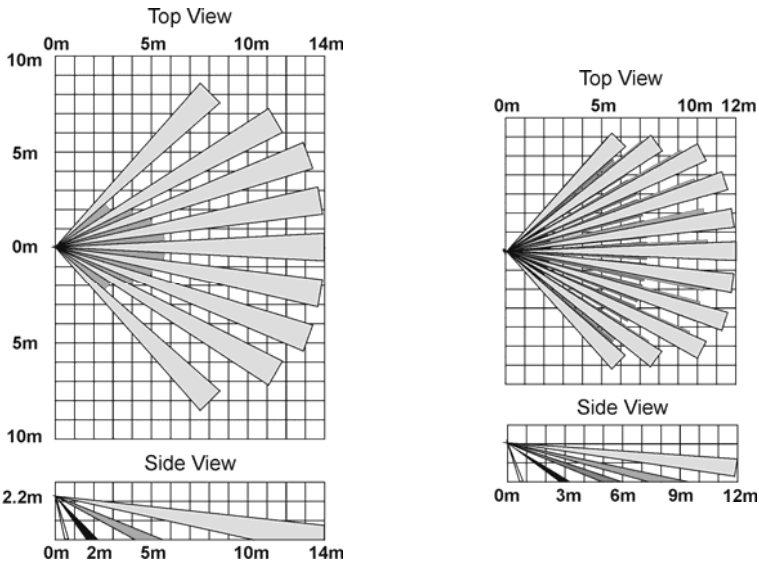 Top View
0m 5m 10m 14m
10m
5m
0m
5m
10m
Side View
2.2m
0m 2m 5m 10m 14m
Top View
0m 5m 10m 12m
Side View
0m 3m 6m 9m 12m